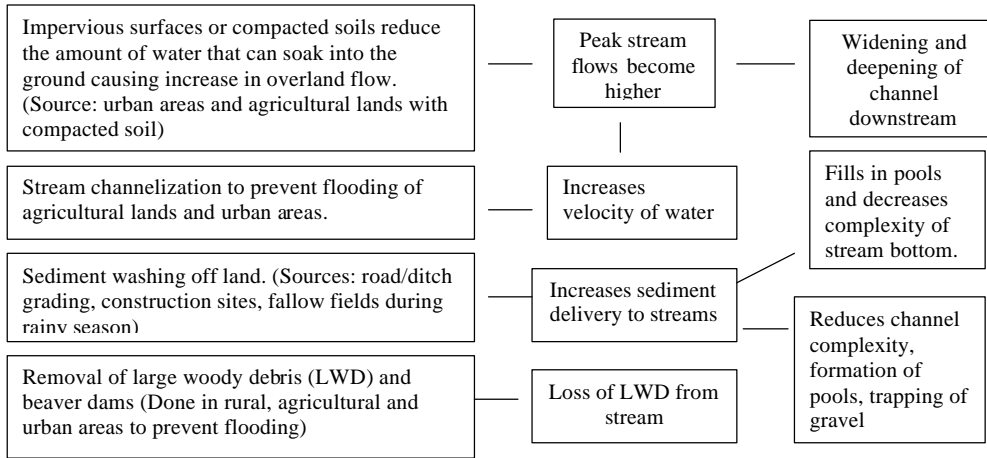 Impervious surfaces or compacted soils reduce
the amount of water that can soak into the
ground causing increase in overland flow.
(Source: urban areas and agricultural lands with
compacted soil)
Peak stream
flows become
higher
Widening and
deepening of
channel
downstream
Stream channelization to prevent flooding of
agricultural lands and urban areas.
Increases
velocity of water
Fills in pools
and decreases
complexity of
stream bottom.
Sediment washing off land. (Sources: road/ditch
grading, construction sites, fallow fields during
rainy season)
Increases sediment
delivery to streams
Reduces channel
complexity,
formation of
pools, trapping of
gravel
Removal of large woody debris (LWD) and
beaver dams (Done in rural, agricultural and
urban areas to prevent flooding)
Loss of LWD from
stream